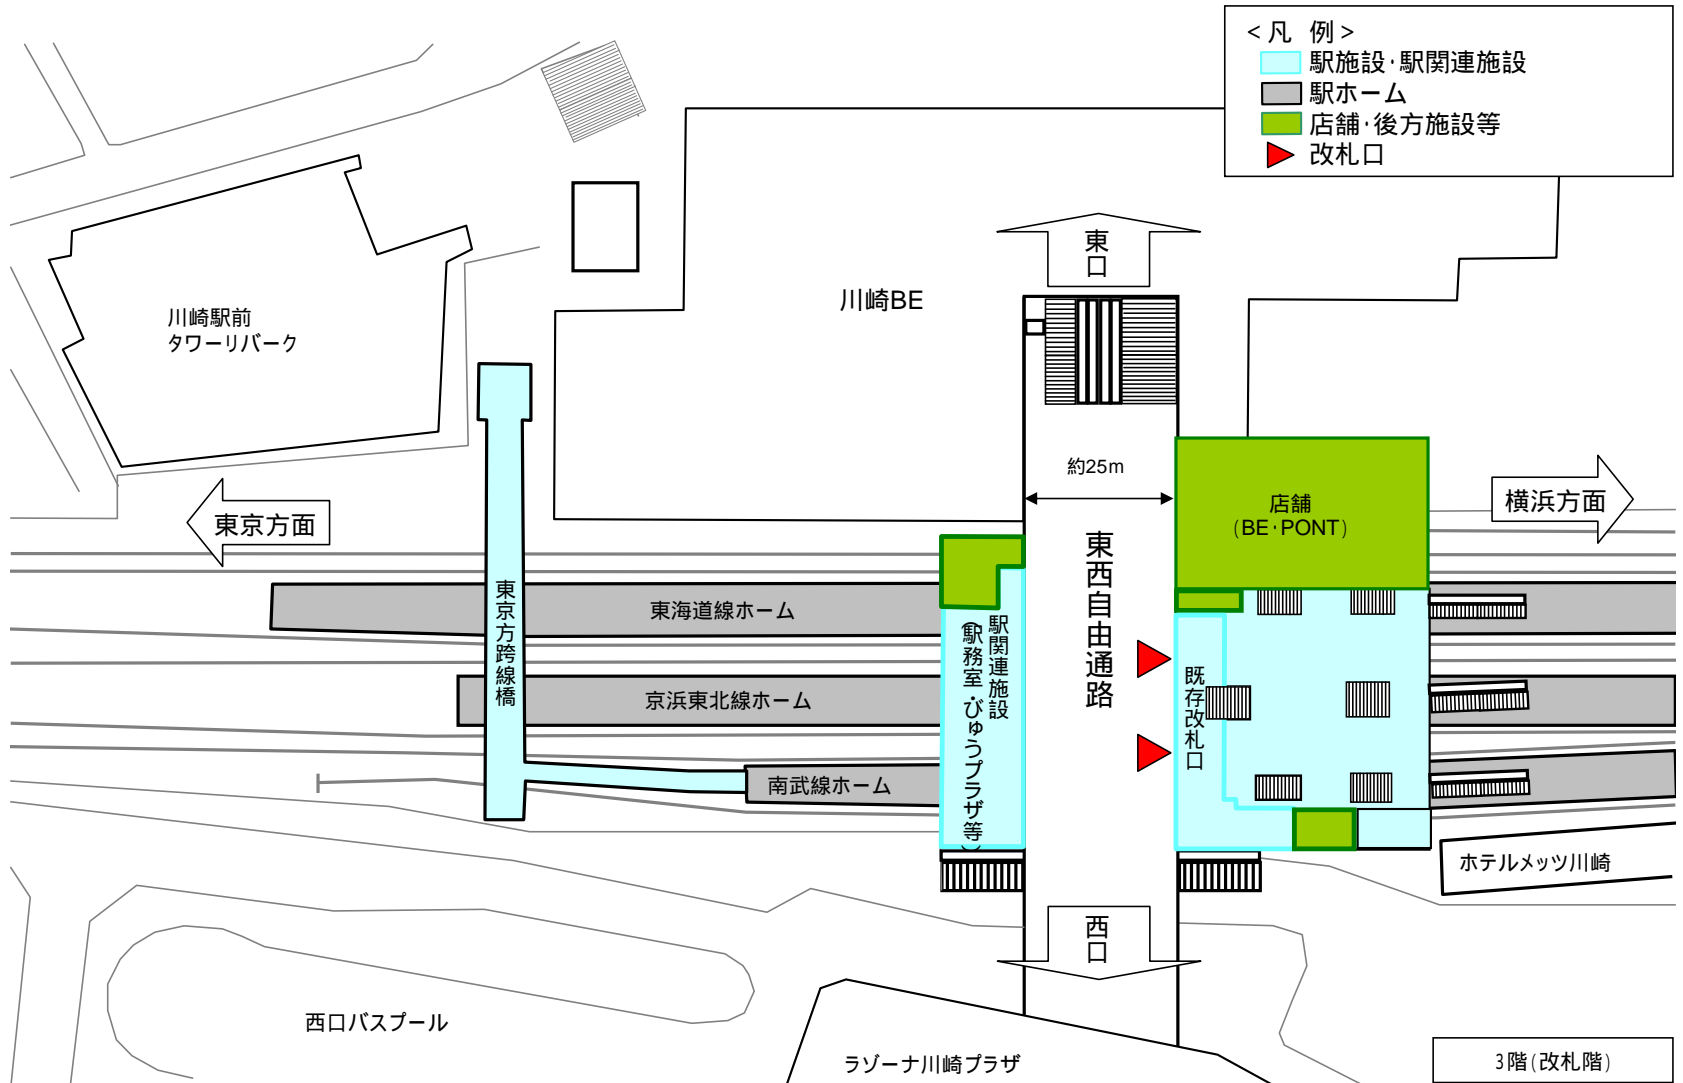 <凡 例>
駅施設・駅関連施設
駅ホーム
店舗・後方施設等
改札口
東口
川崎BE
川崎駅前
タワーリパーク
約25m
店舗
(BE・PONT)
東京方面
横浜方面
東京方跨線橋
東海道線ホーム
京浜東北線ホーム
南武線ホーム
駅関連施設
(駅務室・びゅうプラザ等)
東西自由通路
既存改札口
ホテルメッツ川崎
西口
西口バスプール
ラゾーナ川崎プラザ
3階(改札階)